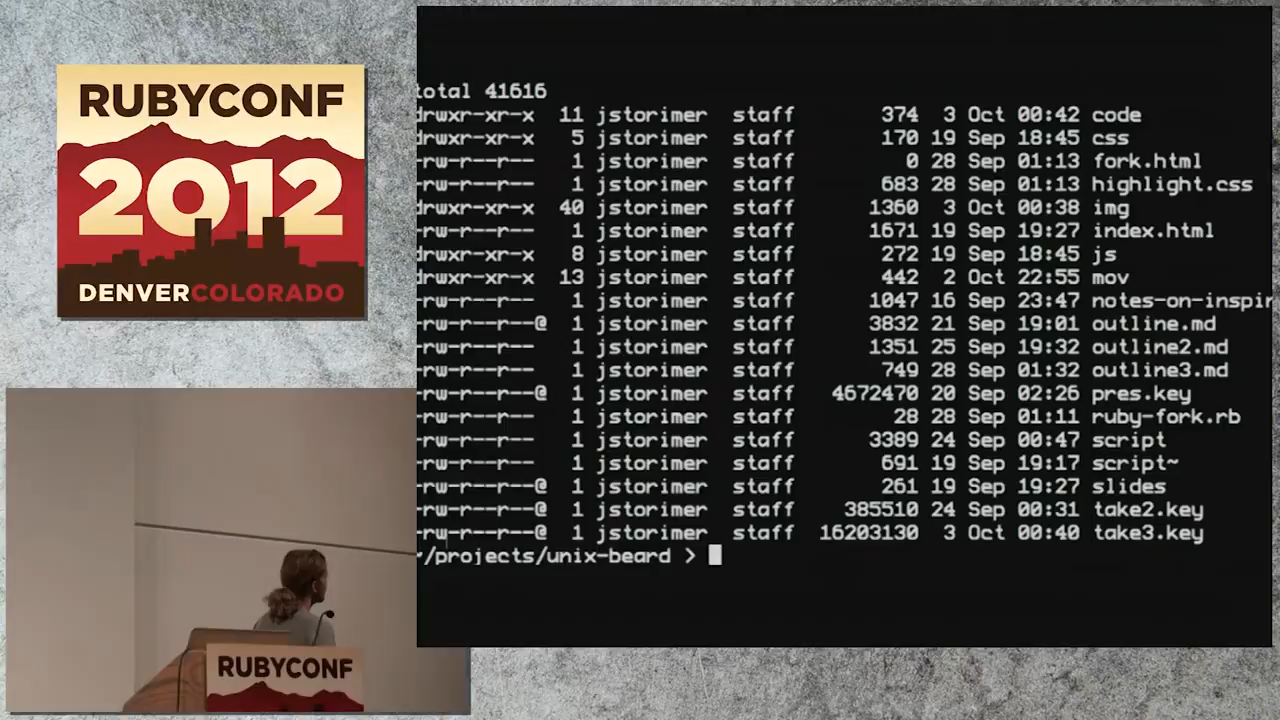 RUBYCONF
2012
DENVERCOLORADO
total 41616
drwxr-xr-x 11 jstorimer staff 374 3 Oct 00:42 code
drwxr-xr-x 5 jstorimer staff 170 19 Sep 18:45 css
-rw-r--r-- 1 jstorimer staff 0 28 Sep 01:13 fork.html
-rw-r--r-- 1 jstorimer staff 683 28 Sep 01:13 highlight.css
drwxr-xr-x 40 jstorimer staff 1360 3 Oct 00:38 img
-rw-r--r-- 1 jstorimer staff 1671 19 Sep 19:27 index.html
drwxr-xr-x 8 jstorimer staff 272 19 Sep 18:45 js
drwxr-xr-x 13 jstorimer staff 442 2 Oct 22:55 mov
-rw-r--r-- 1 jstorimer staff 1047 16 Sep 23:47 notes-on-inspir
-rw-r--r--@ 1 jstorimer staff 3832 21 Sep 19:01 outline.md
-rw-r--r-- 1 jstorimer staff 1351 25 Sep 19:32 outline2.md
-rw-r--r-- 1 jstorimer staff 749 28 Sep 01:32 outline3.md
-rw-r--r--@ 1 jstorimer staff 4672470 20 Sep 02:26 pres.key
-rw-r--r-- 1 jstorimer staff 28 28 Sep 01:11 ruby-fork.rb
-rw-r--r-- 1 jstorimer staff 3389 24 Sep 00:47 script
-rw-r--r-- 1 jstorimer staff 691 19 Sep 19:17 script~
-rw-r--r--@ 1 jstorimer staff 261 19 Sep 19:27 slides
-rw-r--r--@ 1 jstorimer staff 385510 24 Sep 00:31 take2.key
-rw-r--r--@ 1 jstorimer staff 16203130 3 Oct 00:40 take3.key
~/projects/unix-beard >
RUBYCONF